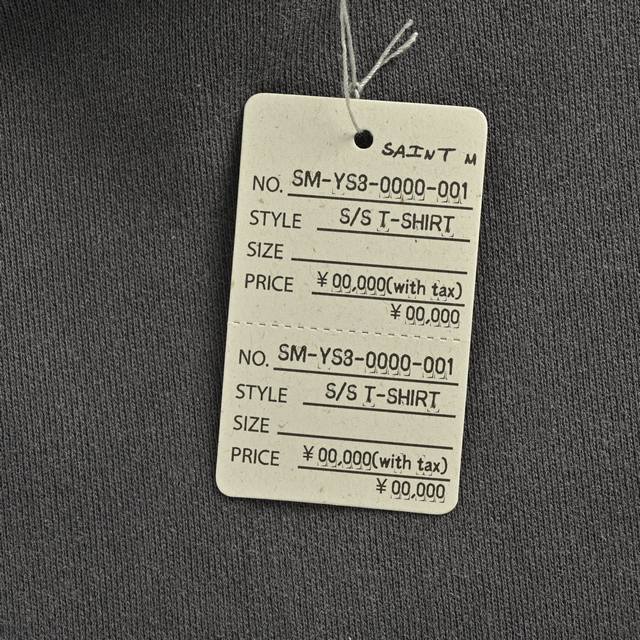 SAINT M
NO. SM-YS3-0000-001
STYLE S/S T-SHIRT
SIZE
PRICE ¥00,000(with tax)
¥00,000
NO. SM-YS3-0000-001
STYLE S/S T-SHIRT
SIZE
PRICE ¥00,000(with tax)
¥00,000